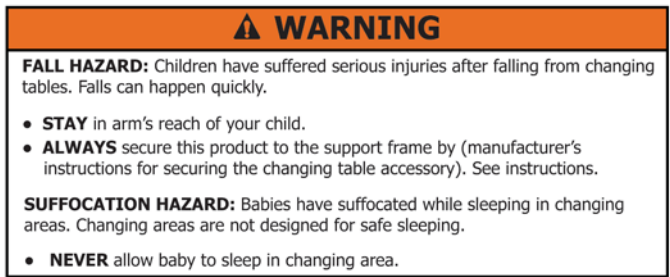 ⚠ WARNING
FALL HAZARD: Children have suffered serious injuries after falling from changing
tables. Falls can happen quickly.
● STAY in arm’s reach of your child.
● ALWAYS secure this product to the support frame by (manufacturer’s
instructions for securing the changing table accessory). See instructions.
SUFFOCATION HAZARD: Babies have suffocated while sleeping in changing
areas. Changing areas are not designed for safe sleeping.
● NEVER allow baby to sleep in changing area.